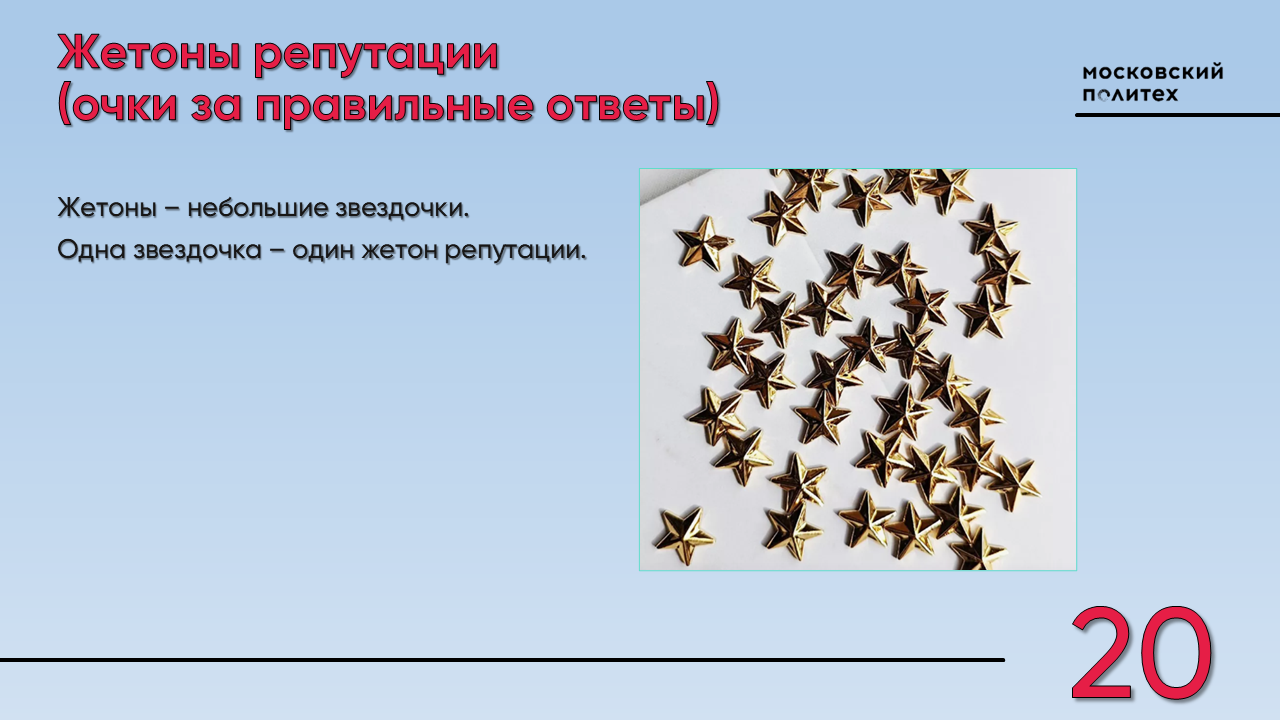 Жетоны репутации
(очки за правильные ответы)
московский
политех
Жетоны – небольшие звездочки.
Одна звездочка – один жетон репутации.
20